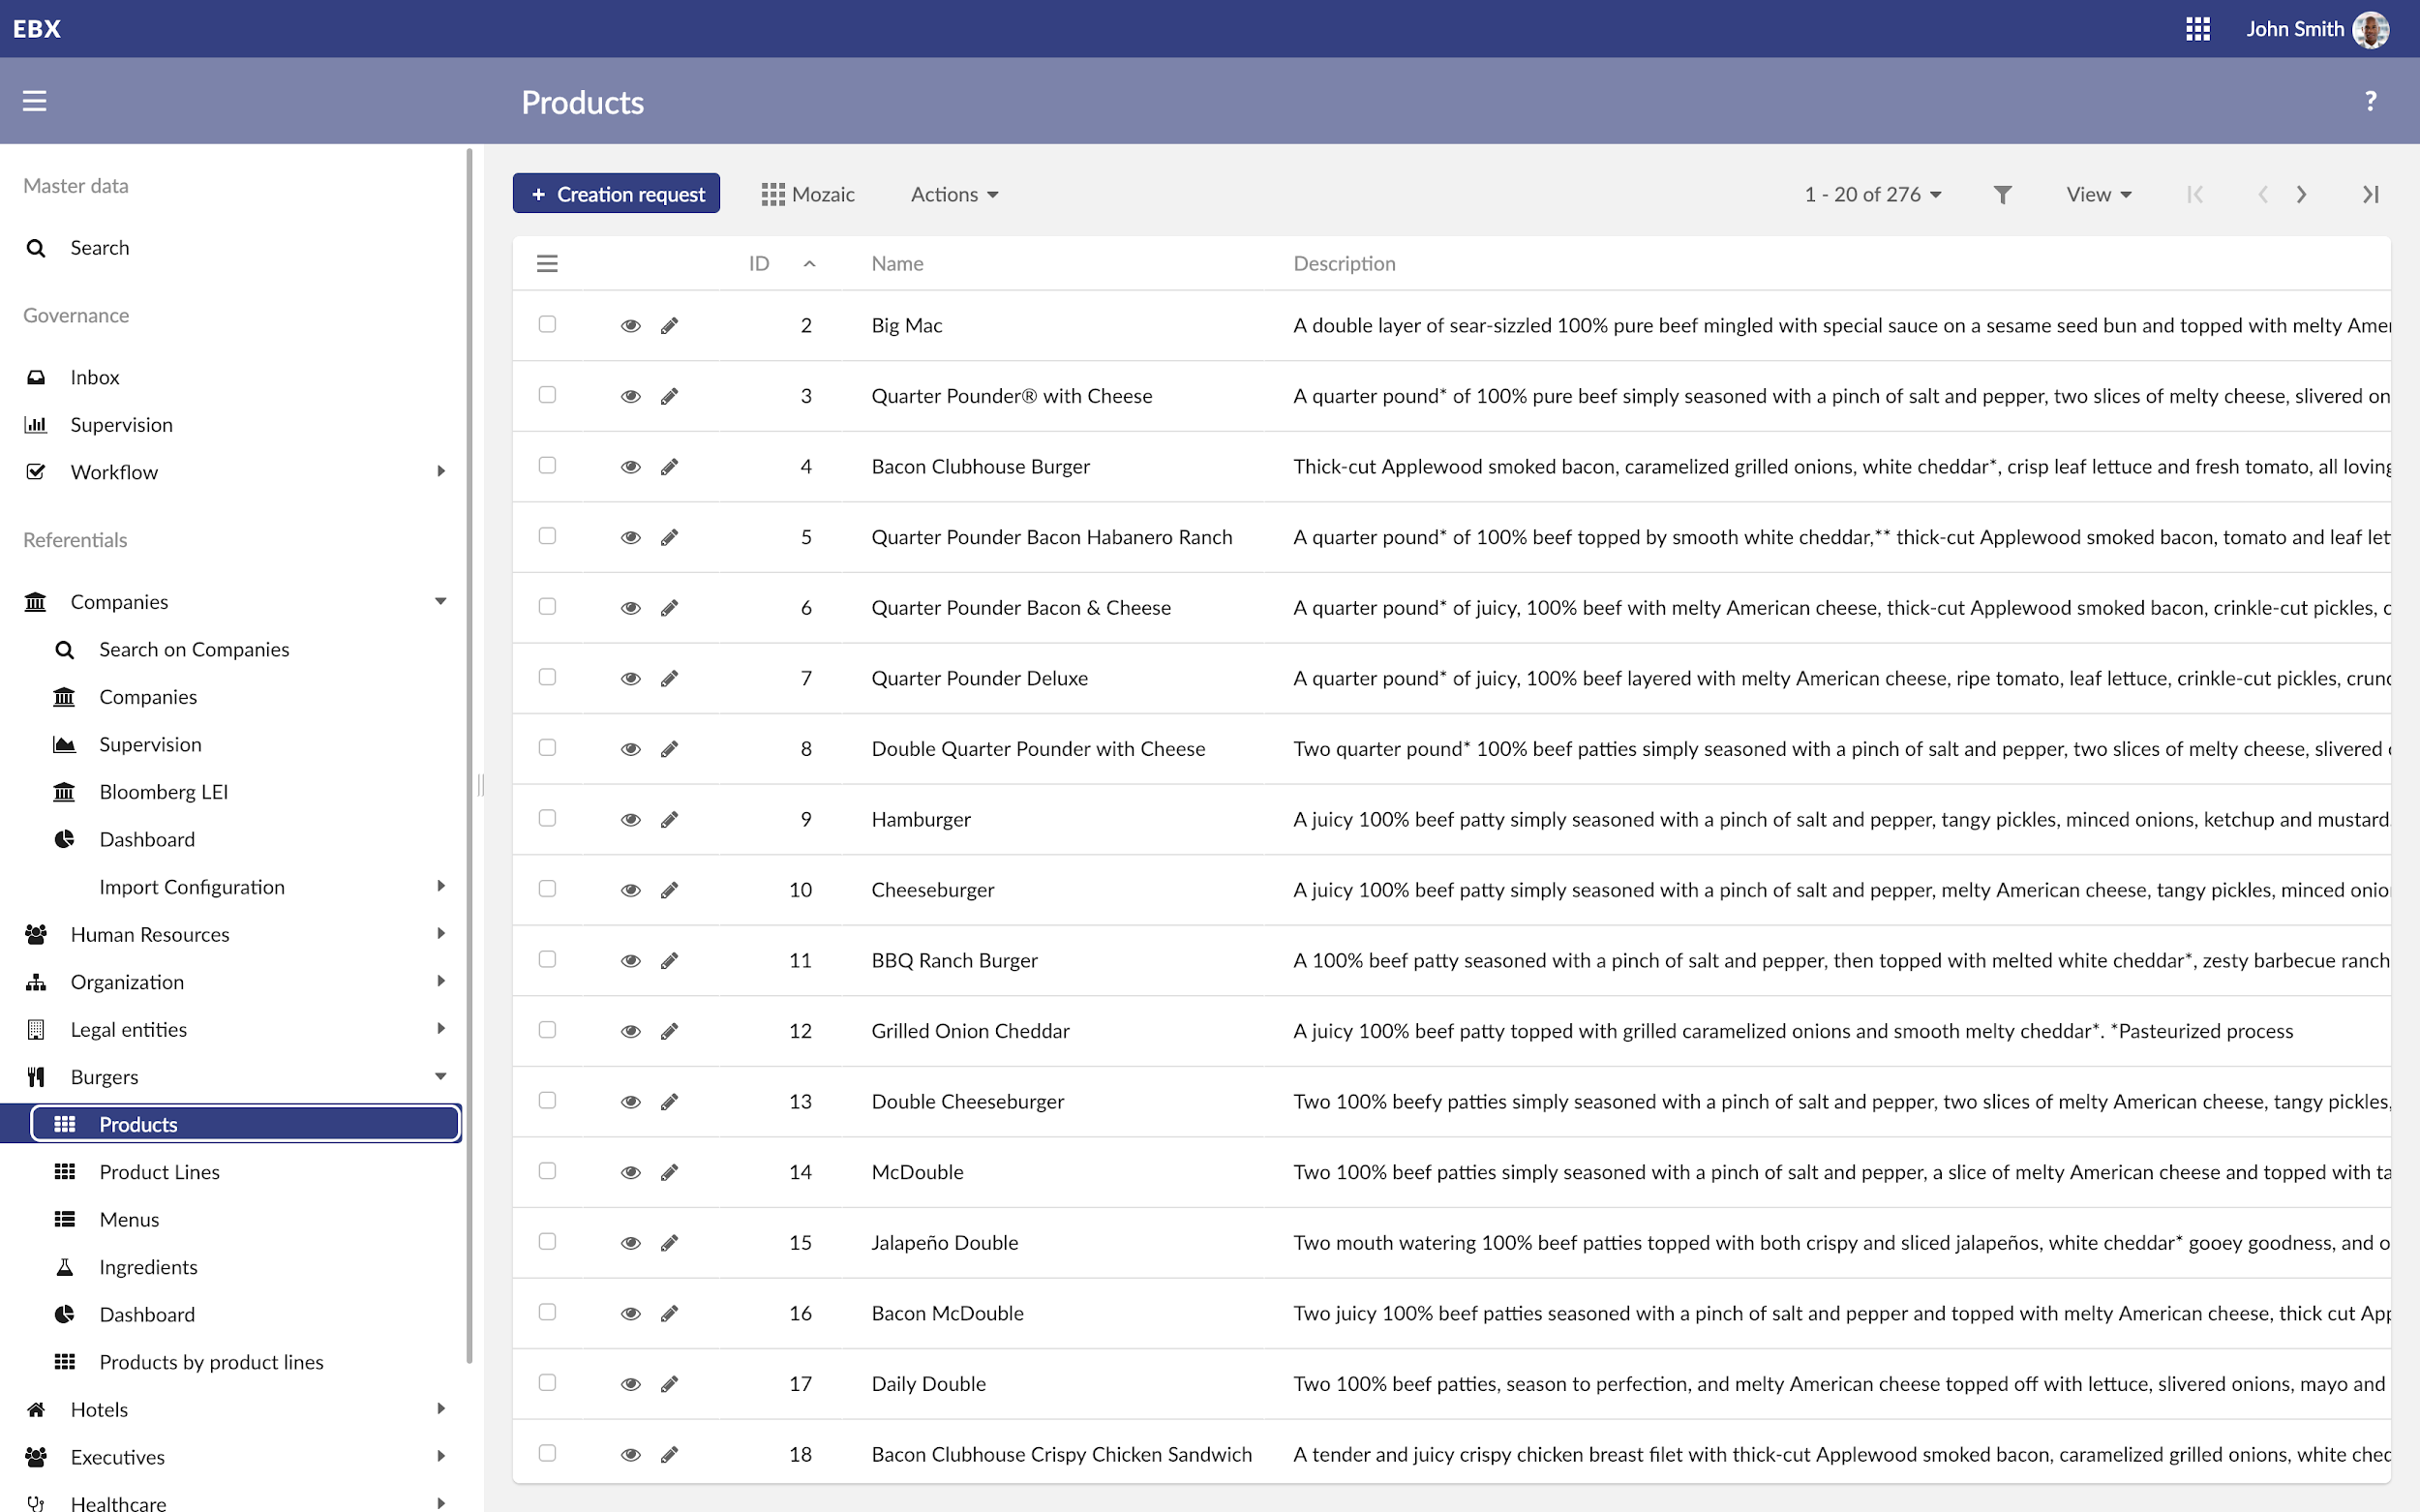 EBX
John Smith
Products
?
Master data
Search
Governance
Inbox
Supervision
Workflow
Referentials
Companies
Search on Companies
Companies
Supervision
Bloomberg LEI
Dashboard
Import Configuration
Human Resources
Organization
Legal entities
Burgers
Products
Product Lines
Menus
Ingredients
Dashboard
Products by product lines
Hotels
Executives
Healthcare
+ Creation request Mozaic Actions 1 - 20 of 276 View
ID Name Description
2 Big Mac A double layer of sear-sizzled 100% pure beef mingled with special sauce on a sesame seed bun and topped with melty Amer
3 Quarter Pounder® with Cheese A quarter pound* of 100% pure beef simply seasoned with a pinch of salt and pepper, two slices of melty cheese, slivered on
4 Bacon Clubhouse Burger Thick-cut Applewood smoked bacon, caramelized grilled onions, white cheddar*, crisp leaf lettuce and fresh tomato, all loving
5 Quarter Pounder Bacon Habanero Ranch A quarter pound* of 100% beef topped by smooth white cheddar,** thick-cut Applewood smoked bacon, tomato and leaf let
6 Quarter Pounder Bacon & Cheese A quarter pound* of juicy, 100% beef with melty American cheese, thick-cut Applewood smoked bacon, crinkle-cut pickles, c
7 Quarter Pounder Deluxe A quarter pound* of juicy, 100% beef layered with melty American cheese, ripe tomato, leaf lettuce, crinkle-cut pickles, crunc
8 Double Quarter Pounder with Cheese Two quarter pound* 100% beef patties simply seasoned with a pinch of salt and pepper, two slices of melty cheese, slivered
9 Hamburger A juicy 100% beef patty simply seasoned with a pinch of salt and pepper, tangy pickles, minced onions, ketchup and mustard
10 Cheeseburger A juicy 100% beef patty simply seasoned with a pinch of salt and pepper, melty American cheese, tangy pickles, minced onio
11 BBQ Ranch Burger A 100% beef patty seasoned with a pinch of salt and pepper, then topped with melted white cheddar*, zesty barbecue ranch
12 Grilled Onion Cheddar A juicy 100% beef patty topped with grilled caramelized onions and smooth melty cheddar*. *Pasteurized process
13 Double Cheeseburger Two 100% beefy patties simply seasoned with a pinch of salt and pepper, two slices of melty American cheese, tangy pickles,
14 McDouble Two 100% beef patties simply seasoned with a pinch of salt and pepper, a slice of melty American cheese and topped with ta
15 Jalapeño Double Two mouth watering 100% beef patties topped with both crispy and sliced jalapeños, white cheddar* gooey goodness, and o
16 Bacon McDouble Two juicy 100% beef patties seasoned with a pinch of salt and pepper and topped with melty American cheese, thick cut App
17 Daily Double Two 100% beef patties, season to perfection, and melty American cheese topped off with lettuce, slivered onions, mayo and
18 Bacon Clubhouse Crispy Chicken Sandwich A tender and juicy crispy chicken breast filet with thick-cut Applewood smoked bacon, caramelized grilled onions, white ched